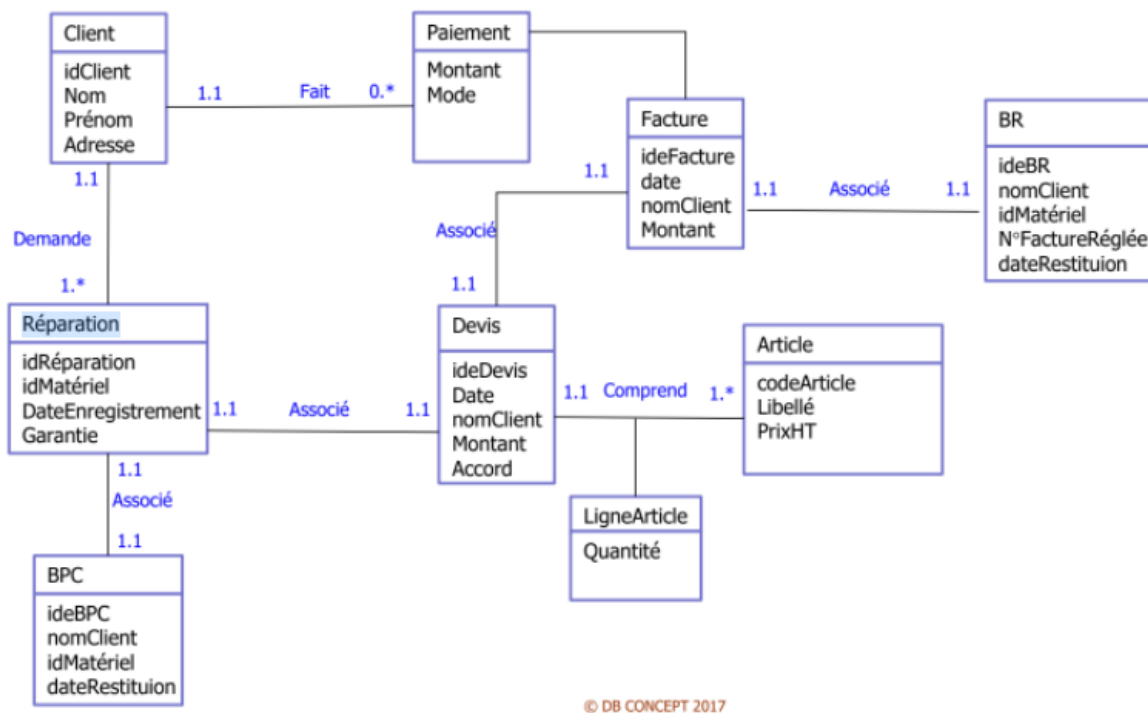 Client
idClient
Nom
Prénom
Adresse
1.1
Fait
0.*
Paiement
Montant
Mode
Facture
ideFacture
date
nomClient
Montant
1.1
1.1
Associé
1.1
BR
ideBR
nomClient
idMatériel
N°FactureRéglée
dateRestituion
1.1
Demande
1.*
Associé
1.1
Réparation
idRéparation
idMatériel
DateEnregistrement
Garantie
1.1
Associé
1.1
Devis
ideDevis
Date
nomClient
Montant
Accord
1.1
Comprend
1.*
Article
codeArticle
Libellé
PrixHT
LigneArticle
Quantité
1.1
Associé
1.1
BPC
ideBPC
nomClient
idMatériel
dateRestituion
© DB CONCEPT 2017